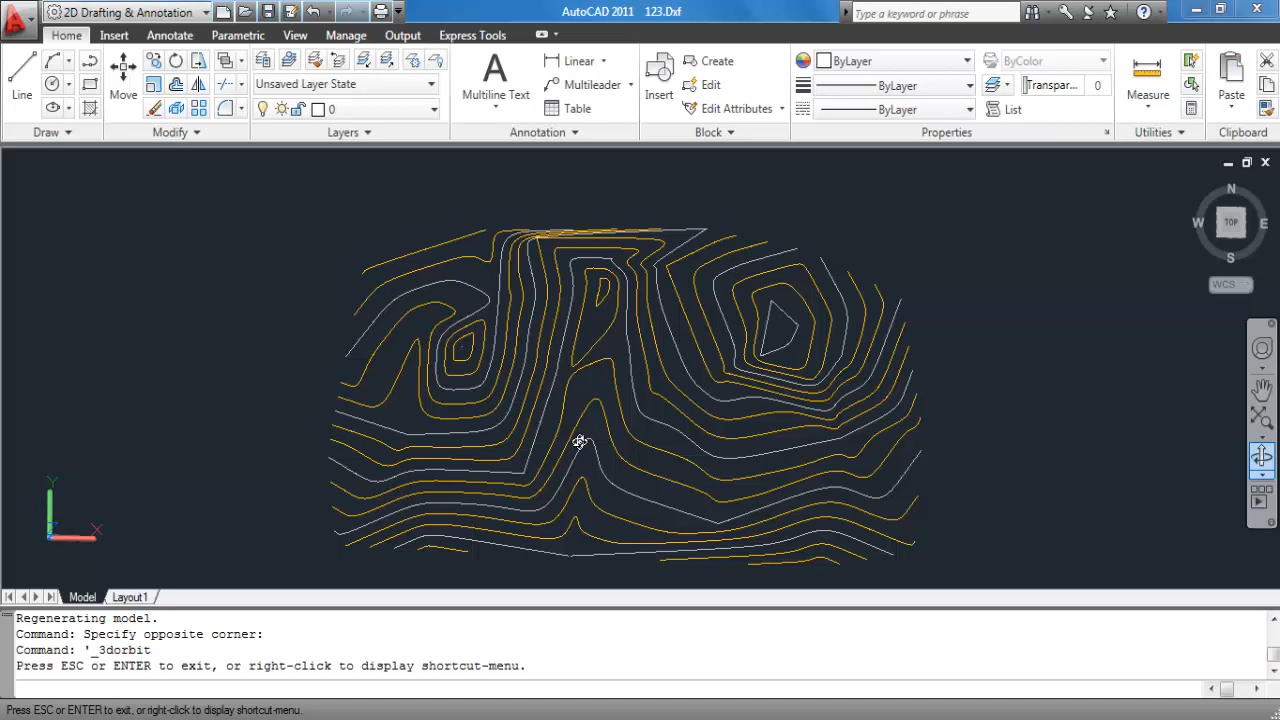 2D Drafting & Annotation
AutoCAD 2011 123.Dxf
Type a keyword or phrase
Home Insert Annotate Parametric View Manage Output Express Tools
Line
Move
Unsaved Layer State
0
Multiline Text
Linear
Multileader
Table
Insert
Create
Edit
Edit Attributes
ByLayer
ByLayer
ByLayer
ByColor
Transpar... 0
List
Measure
Paste
Draw Modify Layers Annotation Block Properties Utilities Clipboard
N
W TOP E
S
WCS
Y
X
Z
Model Layout1
Regenerating model.
Command: Specify opposite corner:
Command: '_3dorbit
Press ESC or ENTER to exit, or right-click to display shortcut-menu.
Press ESC or ENTER to exit, or right-click to display shortcut-menu.